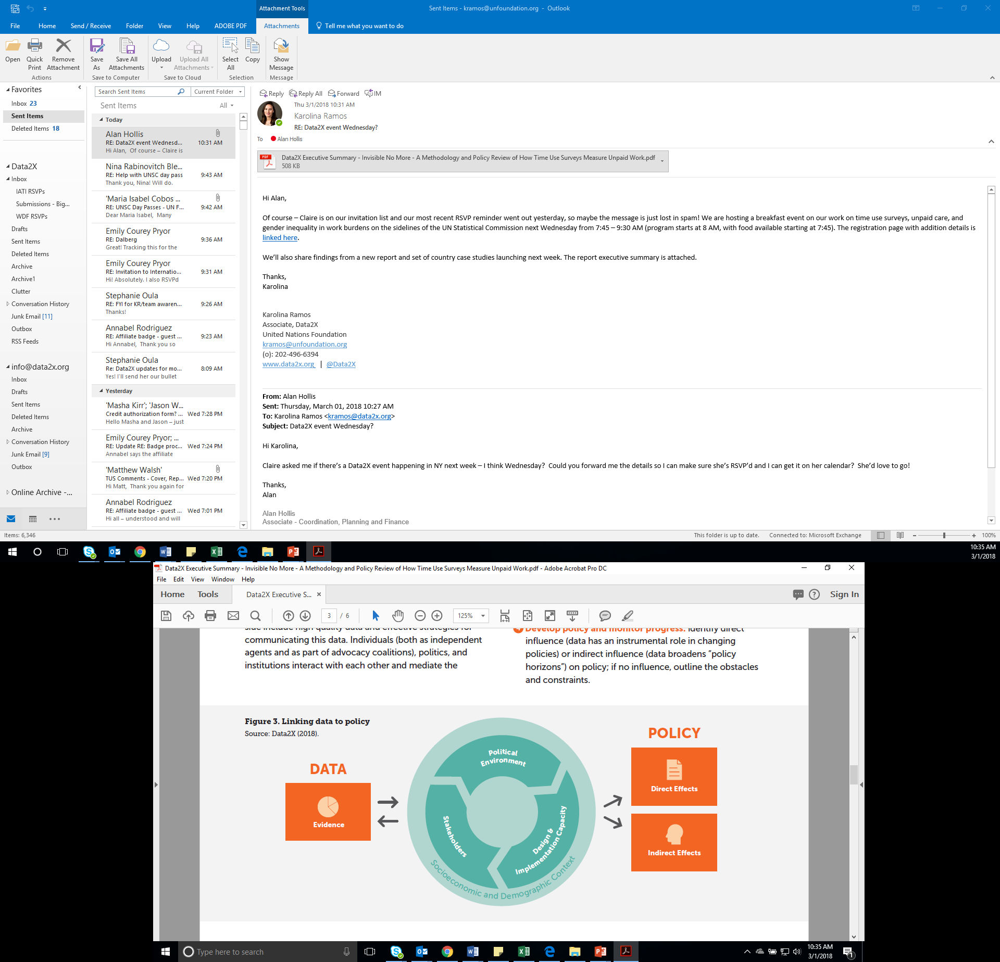 Attachment Tools
Sent Items - kramos@unfoundation.org - Outlook
File Home Send / Receive Folder View Help ADOBE PDF Attachments Tell me what you want to do
Open Quick Print Remove Attachment Save As Save All Attachments Upload Upload All Attachments Select All Copy Show Message
Actions Save to Computer Save to Cloud Selection Message
Favorites
Inbox 23
Sent Items
Deleted Items 18
Data2X
Inbox
IATI RSVPs
Submissions - Big...
WDF RSVPs
Drafts
Sent Items
Deleted Items
Archive
Archive1
Clutter
Conversation History
Junk Email [11]
Outbox
RSS Feeds
info@data2x.org
Inbox
Drafts
Sent Items
Deleted Items
Archive
Conversation History
Junk Email [9]
Outbox
Online Archive -...
Search Sent Items Current Folder
Sent Items All
Today
Alan Hollis
RE: Data2X event Wednesd... 10:31 AM
Hi Alan, Of course – Claire is
Nina Rabinovitch Ble...
RE: Help with UNSC day pass 9:43 AM
Thank you, Nina! Will do.
'Maria Isabel Cobos ...
RE: UNSC Day Passes - UN F... 9:42 AM
Dear Maria Isabel, Many
Emily Courey Pryor
RE: Dalberg 9:36 AM
Great! Tracking this for the
Emily Courey Pryor
RE: Invitation to Internatio... 9:31 AM
Hi! Absolutely. I also RSVPd
Stephanie Oula
RE: FYI for KR/team awaren... 9:26 AM
Thanks!
Annabel Rodriguez
RE: Affiliate badge - guest ... 9:23 AM
Hi Annabel, Thank you so
Stephanie Oula
Re: Data2X updates for mo... 8:09 AM
Yes! I'll send her our bullet
Yesterday
'Masha Kirr'; 'Jason W...
Credit authorization form? ... Wed 7:28 PM
Hello Masha and Jason – just
Emily Courey Pryor; ...
RE: Update RE: Badge proc... Wed 7:24 PM
Annabel says the affiliate
'Matthew Walsh'
TUS Comments - Cover, Rep... Wed 7:20 PM
Hi Matt, Thank you again for
Annabel Rodriguez
RE: Affiliate badge - guest ... Wed 7:01 PM
Hi all – understood and will
Reply Reply All Forward IM
Thu 3/1/2018 10:31 AM
Karolina Ramos
RE: Data2X event Wednesday?
To Alan Hollis
PDF
Data2X Executive Summary - Invisible No More - A Methodology and Policy Review of How Time Use Surveys Measure Unpaid Work.pdf
508 KB
Hi Alan,
Of course – Claire is on our invitation list and our most recent RSVP reminder went out yesterday, so maybe the message is just lost in spam! We are hosting a breakfast event on our work on time use surveys, unpaid care, and
gender inequality in work burdens on the sidelines of the UN Statistical Commission next Wednesday from 7:45 – 9:30 AM (program starts at 8 AM, with food available starting at 7:45). The registration page with addition details is
linked here.
We'll also share findings from a new report and set of country case studies launching next week. The report executive summary is attached.
Thanks,
Karolina
Karolina Ramos
Associate, Data2X
United Nations Foundation
kramos@unfoundation.org
(o): 202-496-6394
www.data2x.org | @Data2X
From: Alan Hollis
Sent: Thursday, March 01, 2018 10:27 AM
To: Karolina Ramos <kramos@data2x.org>
Subject: Data2X event Wednesday?
Hi Karolina,
Claire asked me if there's a Data2X event happening in NY next week – I think Wednesday? Could you forward me the details so I can make sure she's RSVP'd and I can get it on her calendar? She'd love to go!
Thanks,
Alan
Alan Hollis
Associate - Coordination, Planning and Finance
Items: 6,346 This folder is up to date. Connected to: Microsoft Exchange 100%
10:35 AM
3/1/2018
Data2X Executive Summary - Invisible No More - A Methodology and Policy Review of How Time Use Surveys Measure Unpaid Work.pdf - Adobe Acrobat Pro DC
File Edit View Window Help
Home Tools Data2X Executive S... × Sign In
3 / 6 125%
side include high quality data and effective strategies for
communicating this data. Individuals (both as independent
agents and as part of advocacy coalitions), politics, and
institutions interact with each other and mediate the
Develop policy and monitor progress: Identify direct
influence (data has an instrumental role in changing
policies) or indirect influence (data broadens “policy
horizons”) on policy; if no influence, outline the obstacles
and constraints.
Figure 3. Linking data to policy
Source: Data2X (2018).
DATA
Evidence
Political
Environment
Stakeholders
Design &
Implementation Capacity
Socioeconomic and Demographic Context
POLICY
Direct Effects
Indirect Effects
Type here to search
10:35 AM
3/1/2018
1